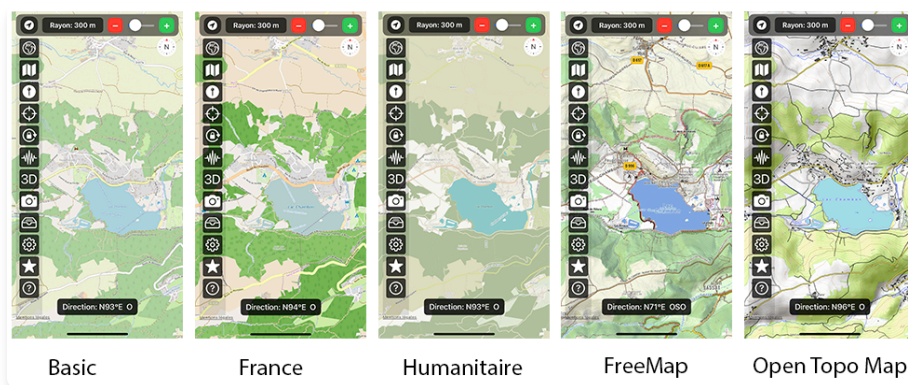 Rayon: 300 m
N
3D
Direction: N93°E O
Rayon: 300 m
N
3D
Direction: N94°E O
Rayon: 300 m
N
3D
Direction: N93°E O
Rayon: 300 m
N
3D
Direction: N71°E OSO
Rayon: 300 m
N
3D
Direction: N96°E O
Basic
France
Humanitaire
FreeMap
Open Topo Map